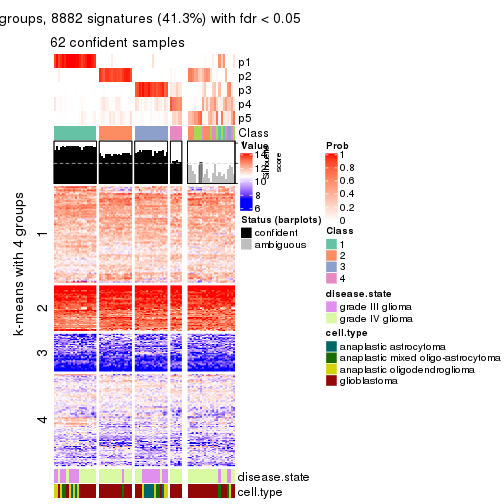 groups, 8882 signatures (41.3%) with fdr < 0.05
62 confident samples
p1
p2
p3
p4
p5
Class
k-means with 4 groups
1
2
3
4
disease.state
cell.type
Value
14
12
10
8
6
Silhouette
score
Status (barplots)
confident
ambiguous
Prob
1
0.8
0.6
0.4
0.2
0
Class
1
2
3
4
disease.state
grade III glioma
grade IV glioma
cell.type
anaplastic astrocytoma
anaplastic mixed oligo-astrocytoma
anaplastic oligodendroglioma
glioblastoma